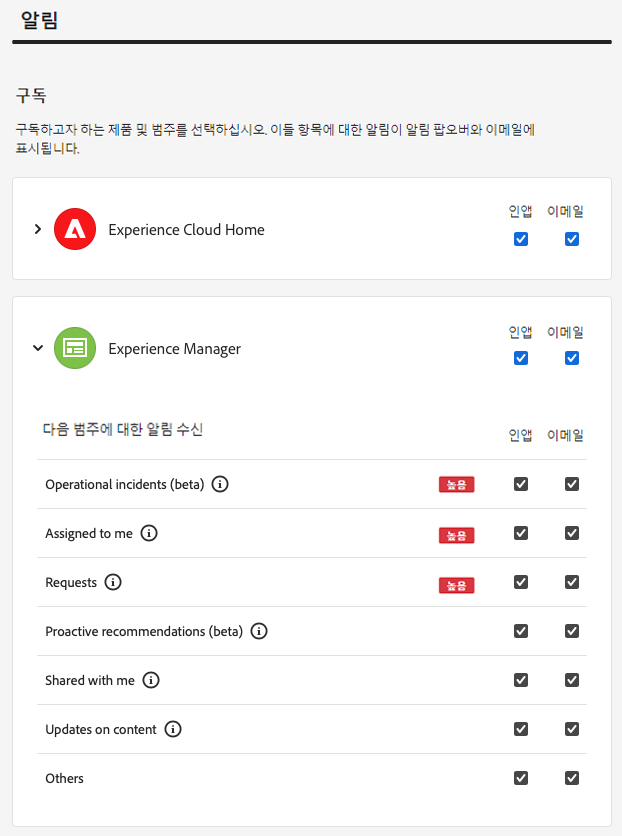 알림
구독
구독하고자 하는 제품 및 범주를 선택하십시오. 이들 항목에 대한 알림이 알림 팝오버와 이메일에
표시됩니다.
인앱 이메일
Experience Cloud Home
인앱 이메일
Experience Manager
다음 범주에 대한 알림 수신 인앱 이메일
Operational incidents (beta) 높음
Assigned to me 높음
Requests 높음
Proactive recommendations (beta)
Shared with me
Updates on content
Others